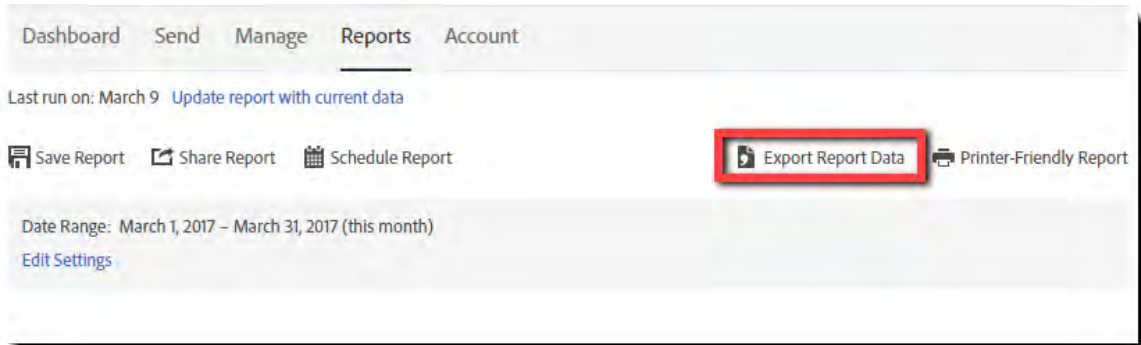 Dashboard Send Manage Reports Account
Last run on: March 9 Update report with current data
Save Report Share Report Schedule Report Export Report Data Printer-Friendly Report
Date Range: March 1, 2017 – March 31, 2017 (this month)
Edit Settings